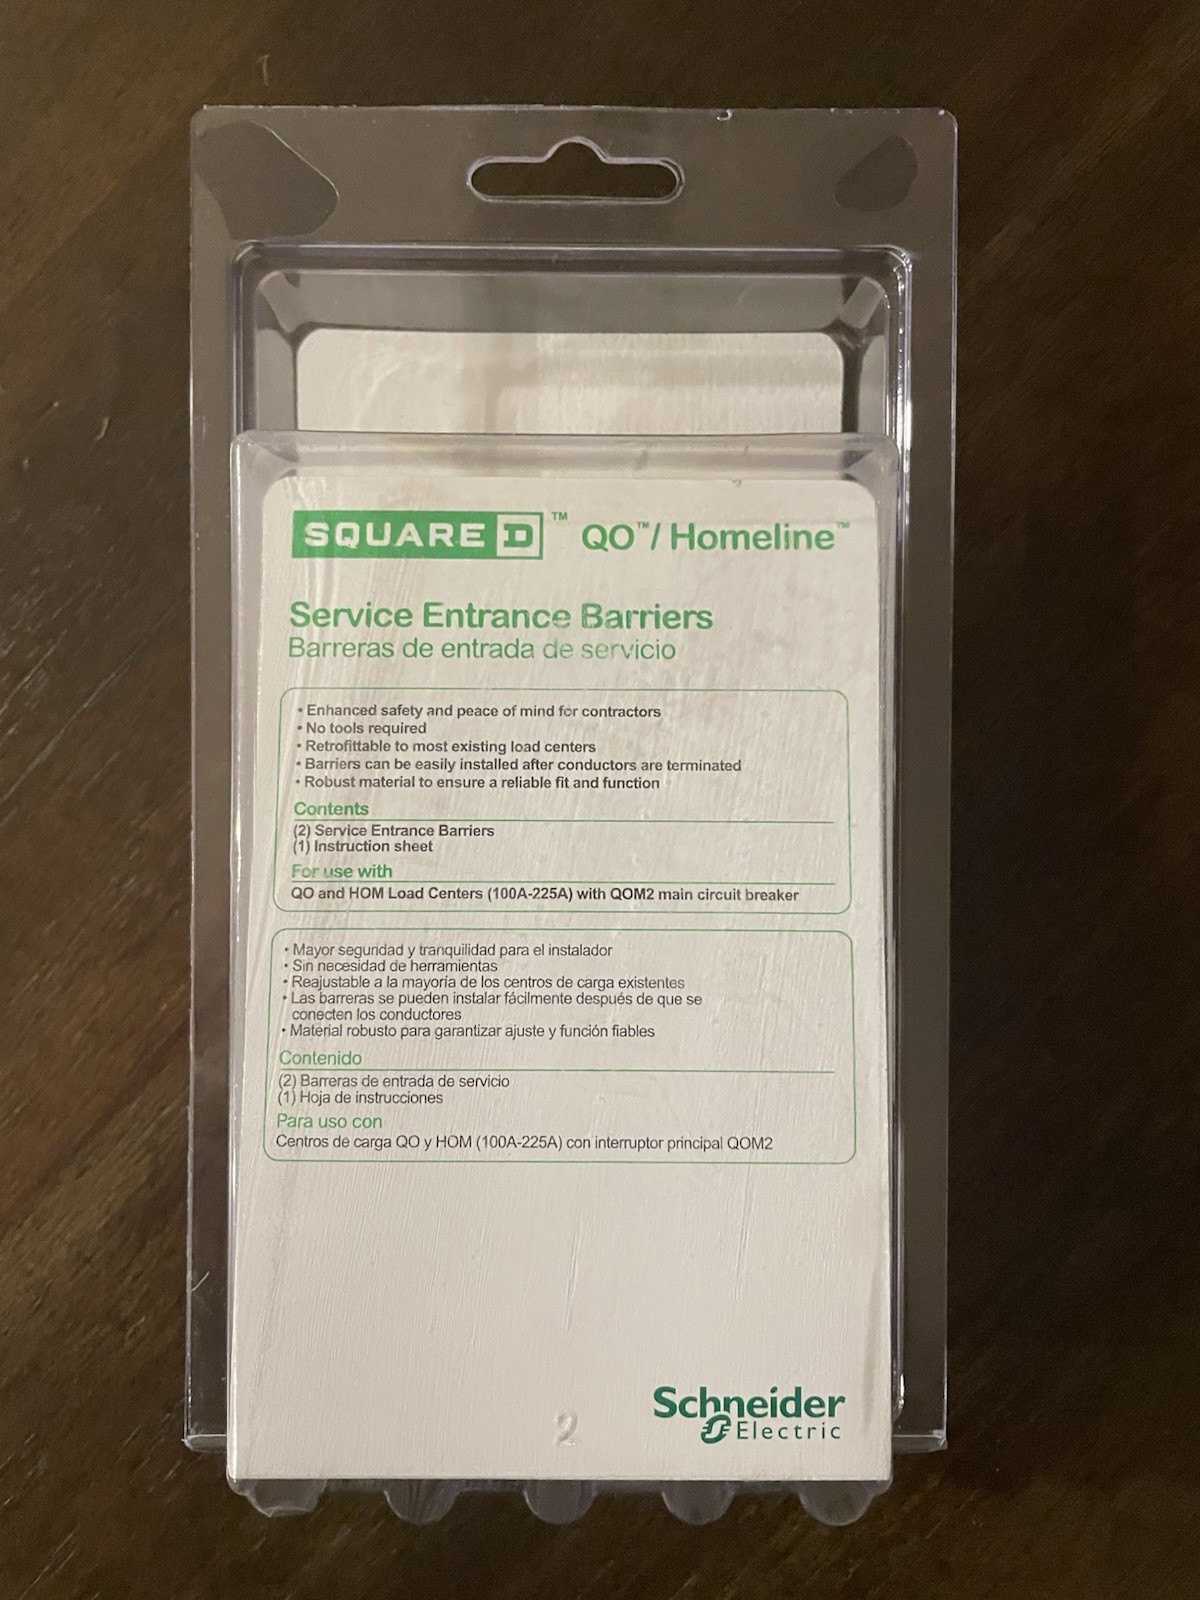 SQUARE D™ QO™/ Homeline™
Service Entrance Barriers
Barreras de entrada de servicio
• Enhanced safety and peace of mind for contractors
• No tools required
• Retrofittable to most existing load centers
• Barriers can be easily installed after conductors are terminated
• Robust material to ensure a reliable fit and function
Contents
(2) Service Entrance Barriers
(1) Instruction sheet
For use with
QO and HOM Load Centers (100A-225A) with QOM2 main circuit breaker
• Mayor seguridad y tranquilidad para el instalador
• Sin necesidad de herramientas
• Reajustable a la mayoría de los centros de carga existentes
• Las barreras se pueden instalar fácilmente después de que se
conecten los conductores
• Material robusto para garantizar ajuste y función fiables
Contenido
(2) Barreras de entrada de servicio
(1) Hoja de instrucciones
Para uso con
Centros de carga QO y HOM (100A-225A) con interruptor principal QOM2
Schneider
Electric
2